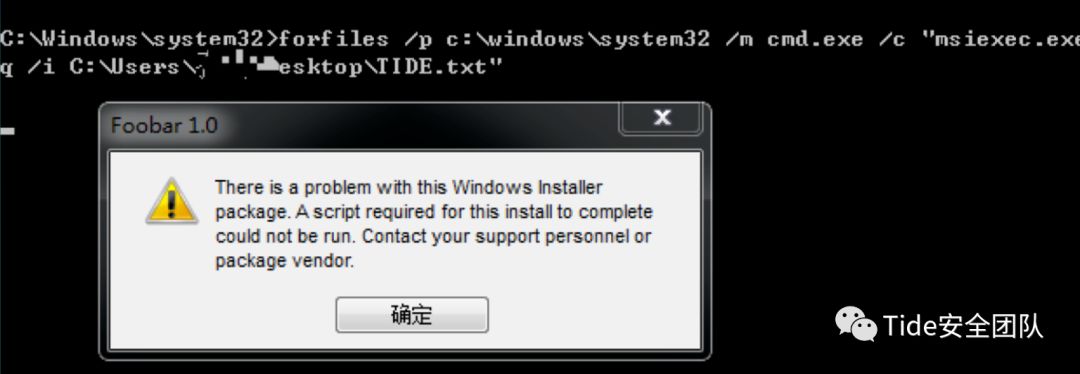 C:\Windows\system32>forfiles /p c:\windows\system32 /m cmd.exe /c "msiexec.exe
q /i C:\Users\ esktop\TIDE.txt"
Foobar 1.0
There is a problem with this Windows Installer
package. A script required for this install to complete
could not be run. Contact your support personnel or
package vendor.
确定
Tide安全团队